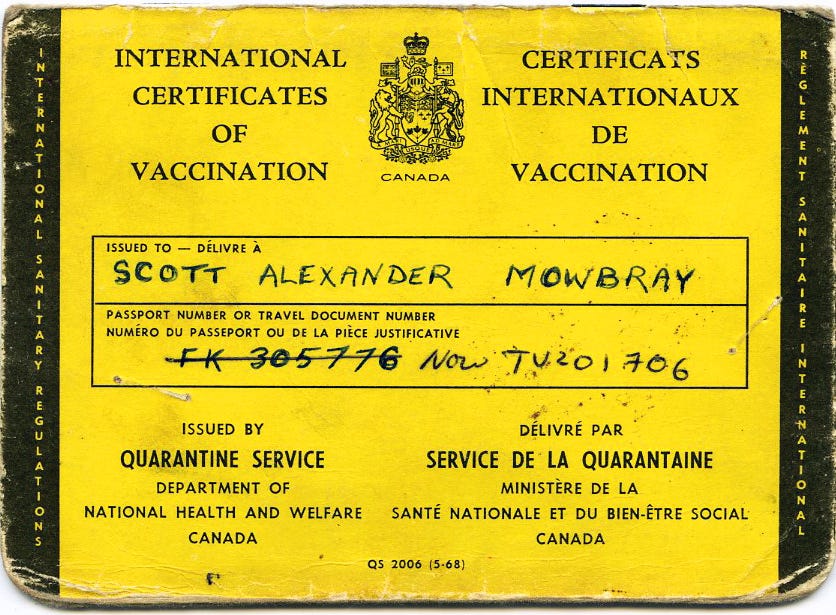 INTERNATIONAL SANITARY REGULATIONS
INTERNATIONAL
CERTIFICATES
OF
VACCINATION
CANADA
CERTIFICATS
INTERNATIONAUX
DE
VACCINATION
ISSUED TO — DÉLIVRE À
SCOTT ALEXANDER MOWBRAY
PASSPORT NUMBER OR TRAVEL DOCUMENT NUMBER
NUMÉRO DU PASSEPORT OU DE LA PIÈCE JUSTIFICATIVE
FK 305776 Now TU201706
ISSUED BY
QUARANTINE SERVICE
DEPARTMENT OF
NATIONAL HEALTH AND WELFARE
CANADA
DÉLIVRÉ PAR
SERVICE DE LA QUARANTAINE
MINISTÈRE DE LA
SANTÉ NATIONALE ET DU BIEN-ÊTRE SOCIAL
CANADA
QS 2006 (5-68)
RÈGLEMENT SANITAIRE INTERNATIONAL